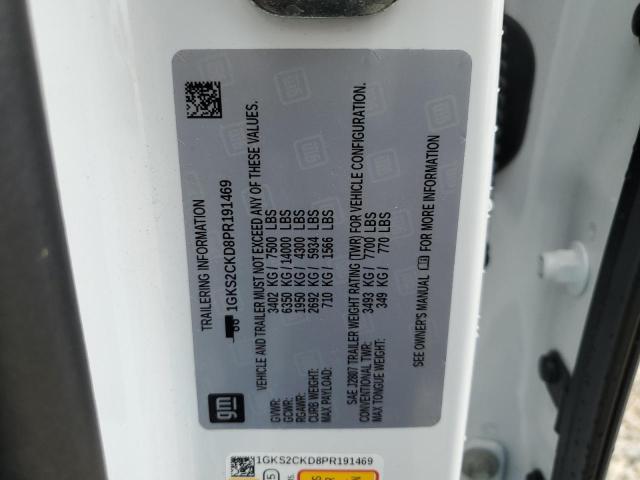 TRAILERING INFORMATION
1GKS2CKD8PR191469
VEHICLE AND TRAILER MUST NOT EXCEED ANY OF THESE VALUES.
GVWR: 3402 KG / 7500 LBS
GCWR: 6350 KG / 14000 LBS
RGAWR: 1950 KG / 4300 LBS
CURB WEIGHT: 2692 KG / 5934 LBS
MAX PAYLOAD: 710 KG / 1566 LBS
SAE J2807 TRAILER WEIGHT RATING (TWR) FOR VEHICLE CONFIGURATION.
CONVENTIONAL TWR: 3493 KG / 7700 LBS
MAX TONGUE WEIGHT: 349 KG / 770 LBS
SEE OWNER'S MANUAL FOR MORE INFORMATION
gm
1GKS2CKD8PR191469